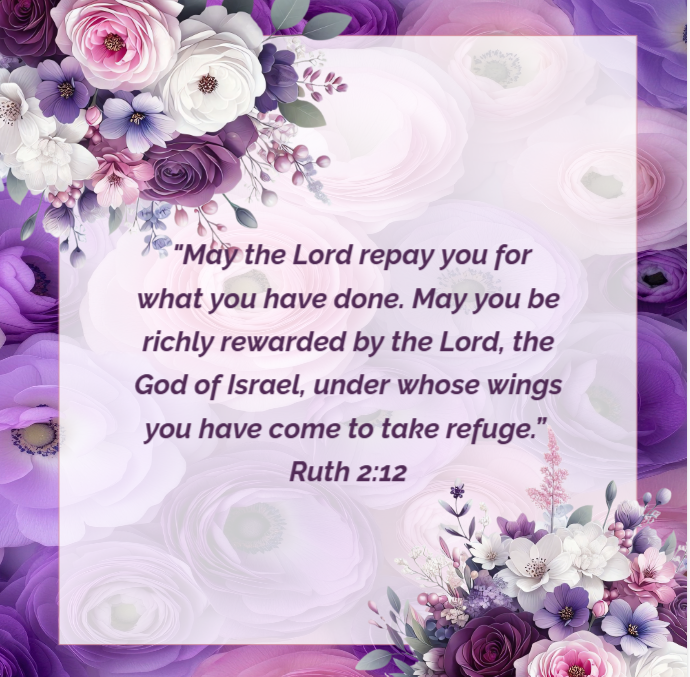 "May the Lord repay you for
what you have done. May you be
richly rewarded by the Lord, the
God of Israel, under whose wings
you have come to take refuge.”
Ruth 2:12